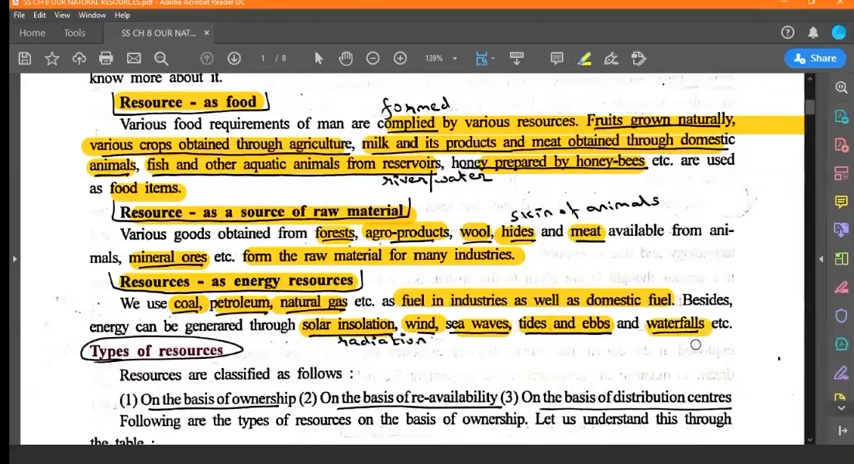 SS CH 8 OUR NATURAL RESOURCES.pdf - Adobe Acrobat Reader DC
File Edit View Window Help
Home Tools SS CH 8 OUR NAT... ×
1 / 8 139% Share
know more about it.
Resource - as food
formed
Various food requirements of man are complied by various resources. Fruits grown naturally,
various crops obtained through agriculture, milk and its products and meat obtained through domestic
animals, fish and other aquatic animals from reservoirs, honey prepared by honey-bees etc. are used
river/water
as food items.
skin of animals
Resource - as a source of raw material
Various goods obtained from forests, agro-products, wool, hides and meat available from ani-
mals, mineral ores etc. form the raw material for many industries.
Resources - as energy resources
We use coal, petroleum, natural gas etc. as fuel in industries as well as domestic fuel. Besides,
energy can be generared through solar insolation, wind, sea waves, tides and ebbs and waterfalls etc.
radiation
Types of resources
Resources are classified as follows :
(1) On the basis of ownership (2) On the basis of re-availability (3) On the basis of distribution centres
Following are the types of resources on the basis of ownership. Let us understand this through
the table :